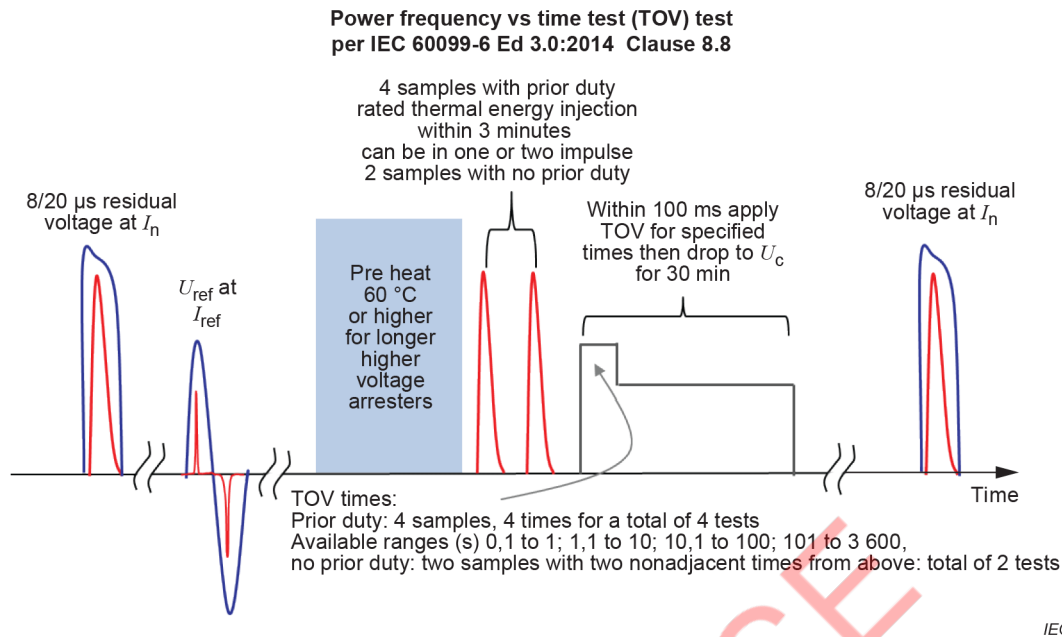 Power frequency vs time test (TOV) test
per IEC 60099-6 Ed 3.0:2014 Clause 8.8
4 samples with prior duty
rated thermal energy injection
within 3 minutes
can be in one or two impulse
2 samples with no prior duty
8/20 µs residual
voltage at In
Uref at
Iref
Pre heat
60 °C
or higher
for longer
higher
voltage
arresters
Within 100 ms apply
TOV for specified
times then drop to Uc
for 30 min
8/20 µs residual
voltage at In
Time
TOV times:
Prior duty: 4 samples, 4 times for a total of 4 tests
Available ranges (s) 0,1 to 1; 1,1 to 10; 10,1 to 100; 101 to 3 600,
no prior duty: two samples with two nonadjacent times from above: total of 2 tests